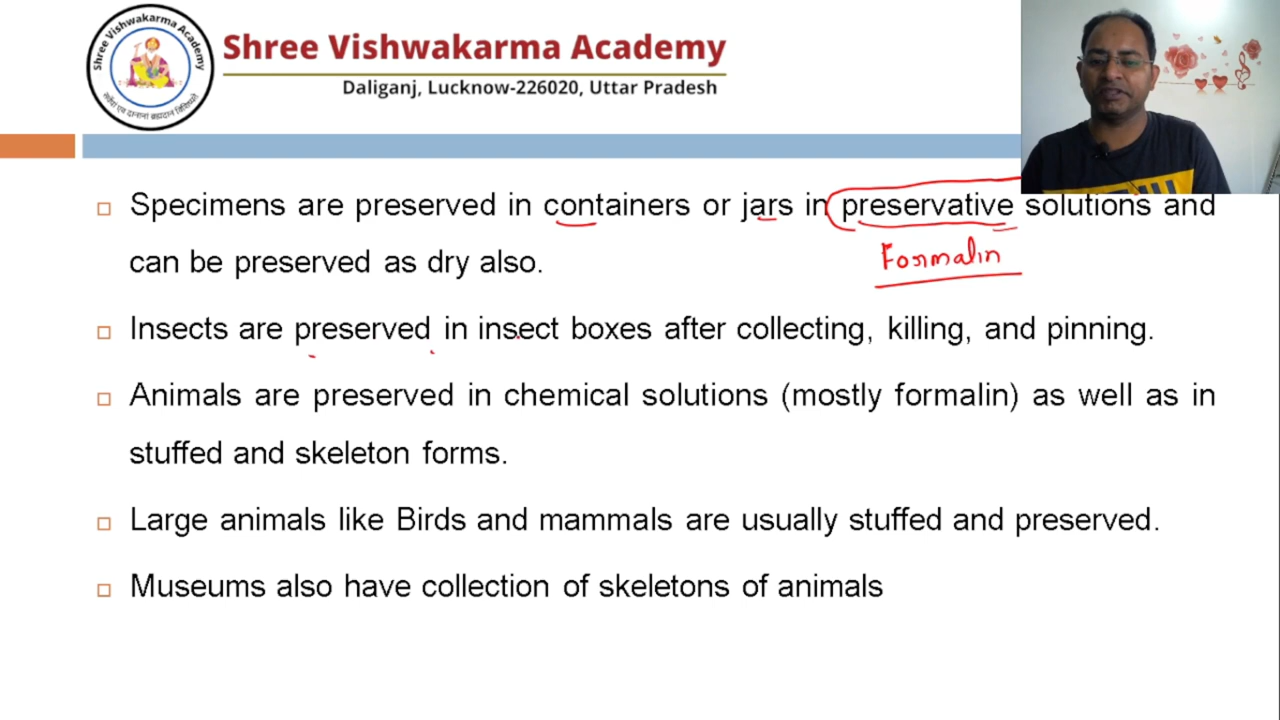 Shree Vishwakarma Academy
Shree Vishwakarma Academy
Daliganj, Lucknow-226020, Uttar Pradesh
Specimens are preserved in containers or jars in preservative solutions and
Formalin
can be preserved as dry also.
Insects are preserved in insect boxes after collecting, killing, and pinning.
Animals are preserved in chemical solutions (mostly formalin) as well as in
stuffed and skeleton forms.
Large animals like Birds and mammals are usually stuffed and preserved.
Museums also have collection of skeletons of animals